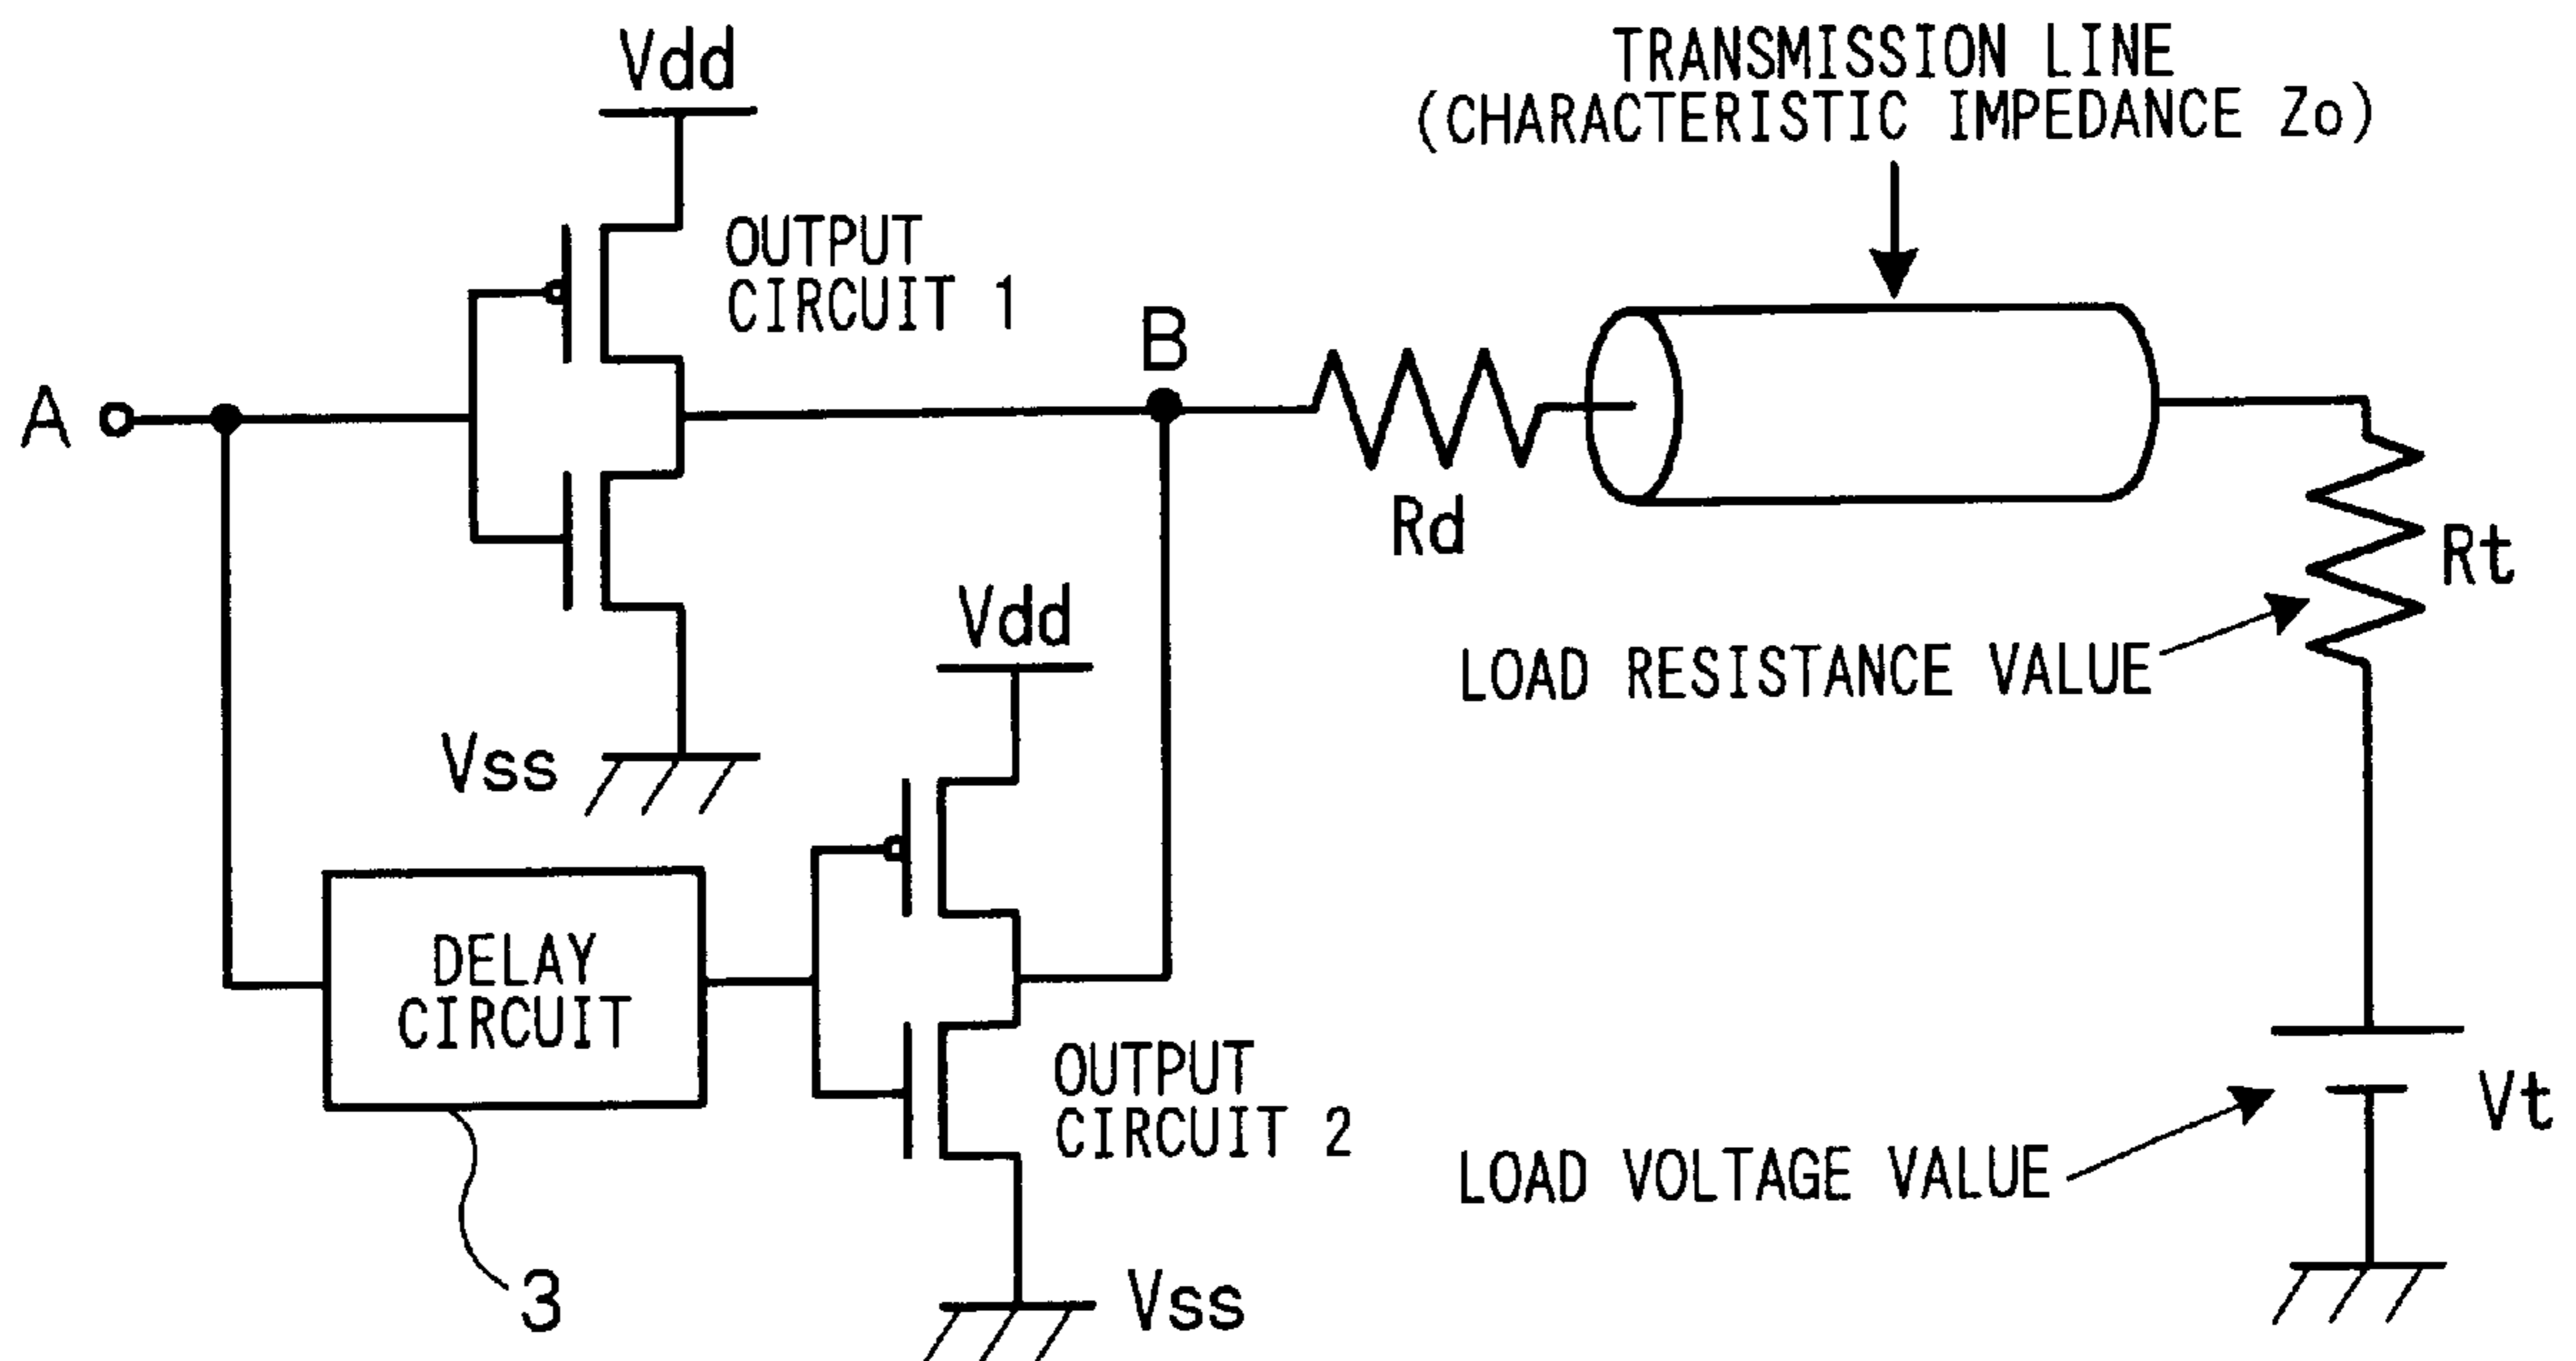 Vdd
TRANSMISSION LINE
(CHARACTERISTIC IMPEDANCE Zo)
OUTPUT
CIRCUIT 1
A
B
Rd
Rt
LOAD RESISTANCE VALUE
Vss
Vdd
DELAY
CIRCUIT
3
OUTPUT
CIRCUIT 2
Vss
LOAD VOLTAGE VALUE
Vt